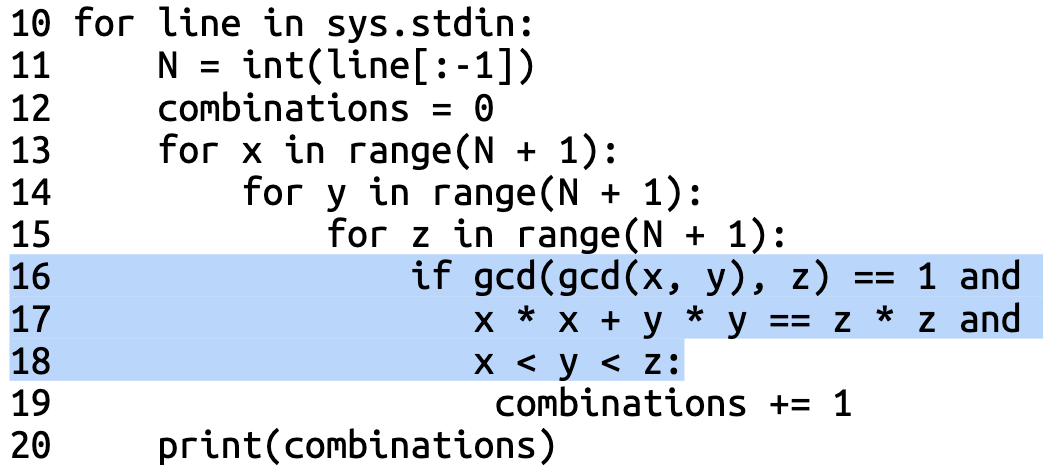 10 for line in sys.stdin:
11     N = int(line[:-1])
12     combinations = 0
13     for x in range(N + 1):
14         for y in range(N + 1):
15             for z in range(N + 1):
16                 if gcd(gcd(x, y), z) == 1 and
17                    x * x + y * y == z * z and
18                    x < y < z:
19                     combinations += 1
20     print(combinations)